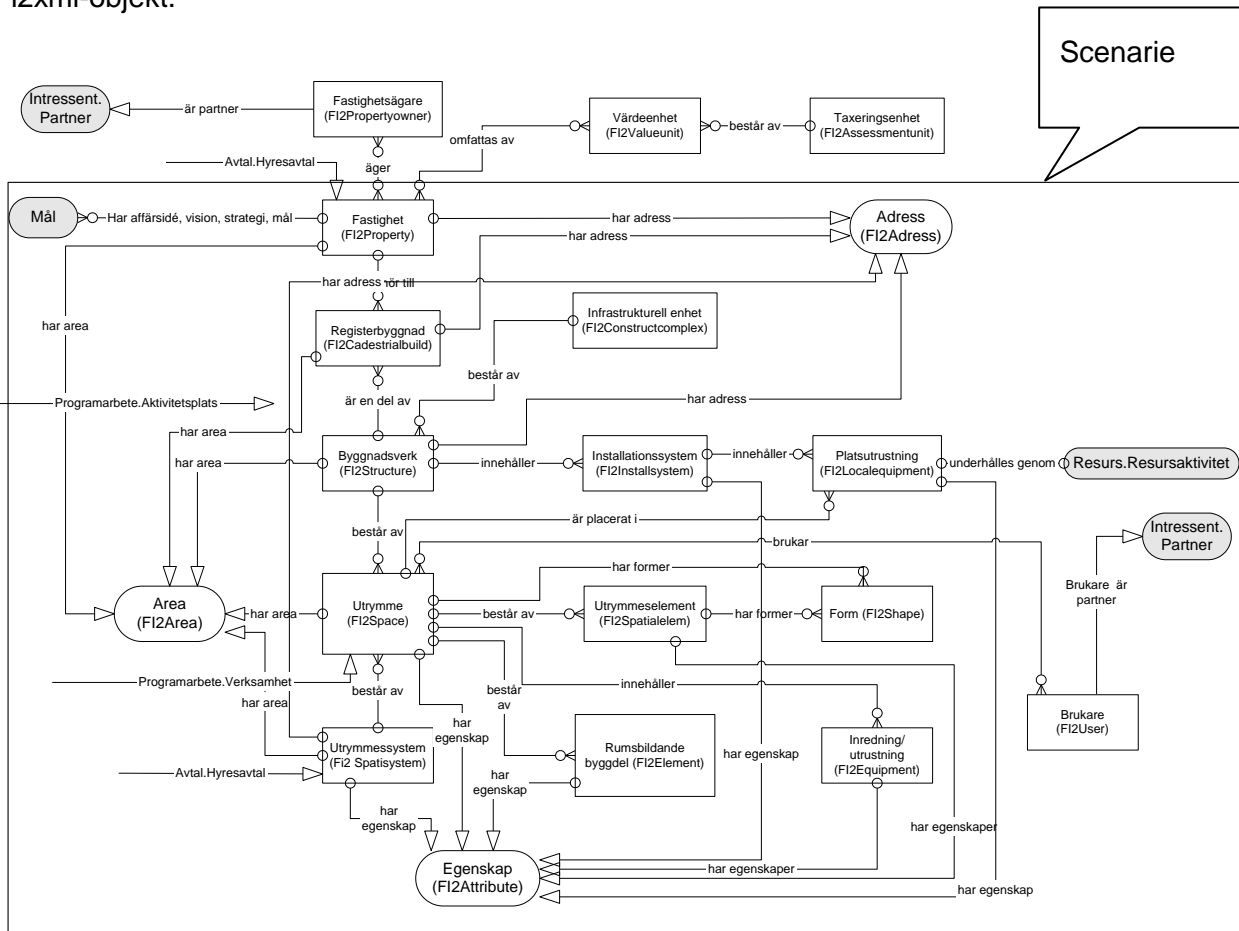 i2xml-objekt.
Scenarie
Intressent.
Partner
är partner
Fastighetsägare
(FI2Propertyowner)
Värdeenhet
(FI2Valueunit)
består av
Taxeringsenhet
(FI2Assessmentunit)
omfattas av
Avtal.Hyresavtal
äger
Mål
Har affärsidé, vision, strategi, mål
Fastighet
(FI2Property)
har adress
Adress
(FI2Adress)
har adress
har adress
ör till
har area
Infrastrukturell enhet
(FI2Constructcomplex)
Registerbyggnad
(FI2Cadestrialbuild)
består av
Programarbete.Aktivitetsplats
är en del av
har adress
har area
har area
Byggnadsverk
(FI2Structure)
innehåller
Installationssystem
(FI2Installsystem)
innehåller
Platsutrustning
(FI2Localequipment)
underhålles genom
Resurs.Resursaktivitet
är placerat i
består av
brukar
Intressent.
Partner
har former
Area
(FI2Area)
har area
Utrymme
(FI2Space)
består av
Utrymmeselement
(FI2Spatialelem)
har former
Form (FI2Shape)
Brukare är
partner
Programarbete.Verksamhet
har area
består av
består
av
innehåller
har
egenskap
har egenskap
Brukare
(FI2User)
Utrymmessystem
(Fi2 Spatisystem)
Rumsbildande
byggdel (FI2Element)
Inredning/
utrustning
(FI2Equipment)
Avtal.Hyresavtal
har
egenskap
har
egenskap
har egenskaper
Egenskap
(FI2Attribute)
har egenskaper
har egenskap